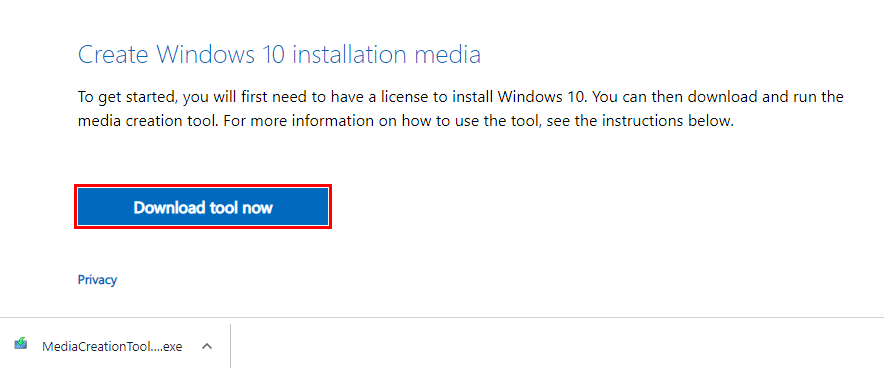 Create Windows 10 installation media
To get started, you will first need to have a license to install Windows 10. You can then download and run the
media creation tool. For more information on how to use the tool, see the instructions below.
Download tool now
Privacy
MediaCreationTool....exe